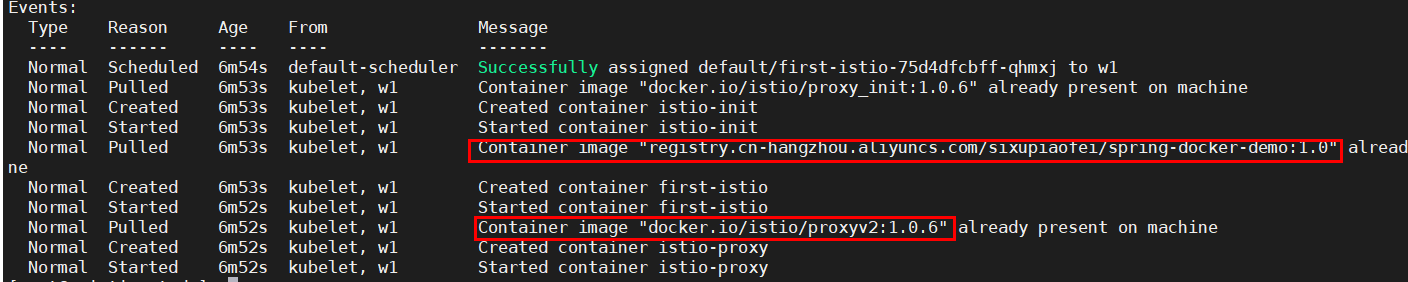 Events:
Type Reason Age From Message
---- ------ ---- ---- -------
Normal Scheduled 6m54s default-scheduler Successfully assigned default/first-istio-75d4dfcbff-qhmxj to w1
Normal Pulled 6m53s kubelet, w1 Container image "docker.io/istio/proxy_init:1.0.6" already present on machine
Normal Created 6m53s kubelet, w1 Created container istio-init
Normal Started 6m53s kubelet, w1 Started container istio-init
Normal Pulled 6m53s kubelet, w1 Container image "registry.cn-hangzhou.aliyuncs.com/sixupiaofei/spring-docker-demo:1.0" alread
ne
Normal Created 6m53s kubelet, w1 Created container first-istio
Normal Started 6m52s kubelet, w1 Started container first-istio
Normal Pulled 6m52s kubelet, w1 Container image "docker.io/istio/proxyv2:1.0.6" already present on machine
Normal Created 6m52s kubelet, w1 Created container istio-proxy
Normal Started 6m52s kubelet, w1 Started container istio-proxy